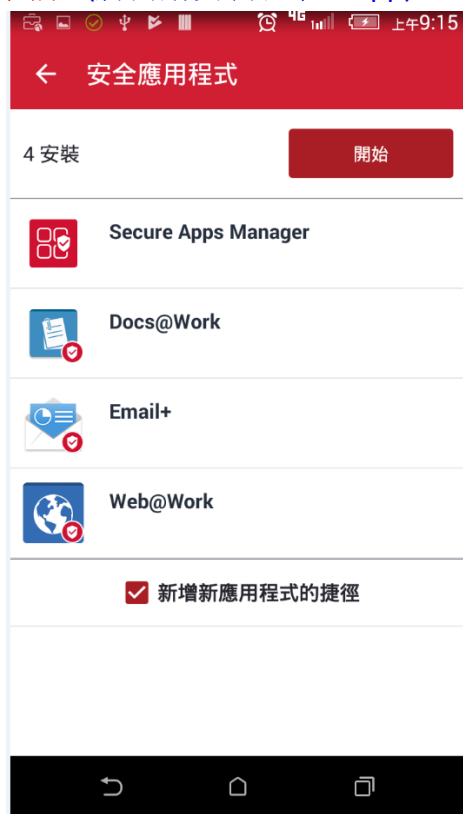 4G 上午9:15
安全應用程式
4 安裝
開始
Secure Apps Manager
Docs@Work
Email+
Web@Work
新增新應用程式的捷徑